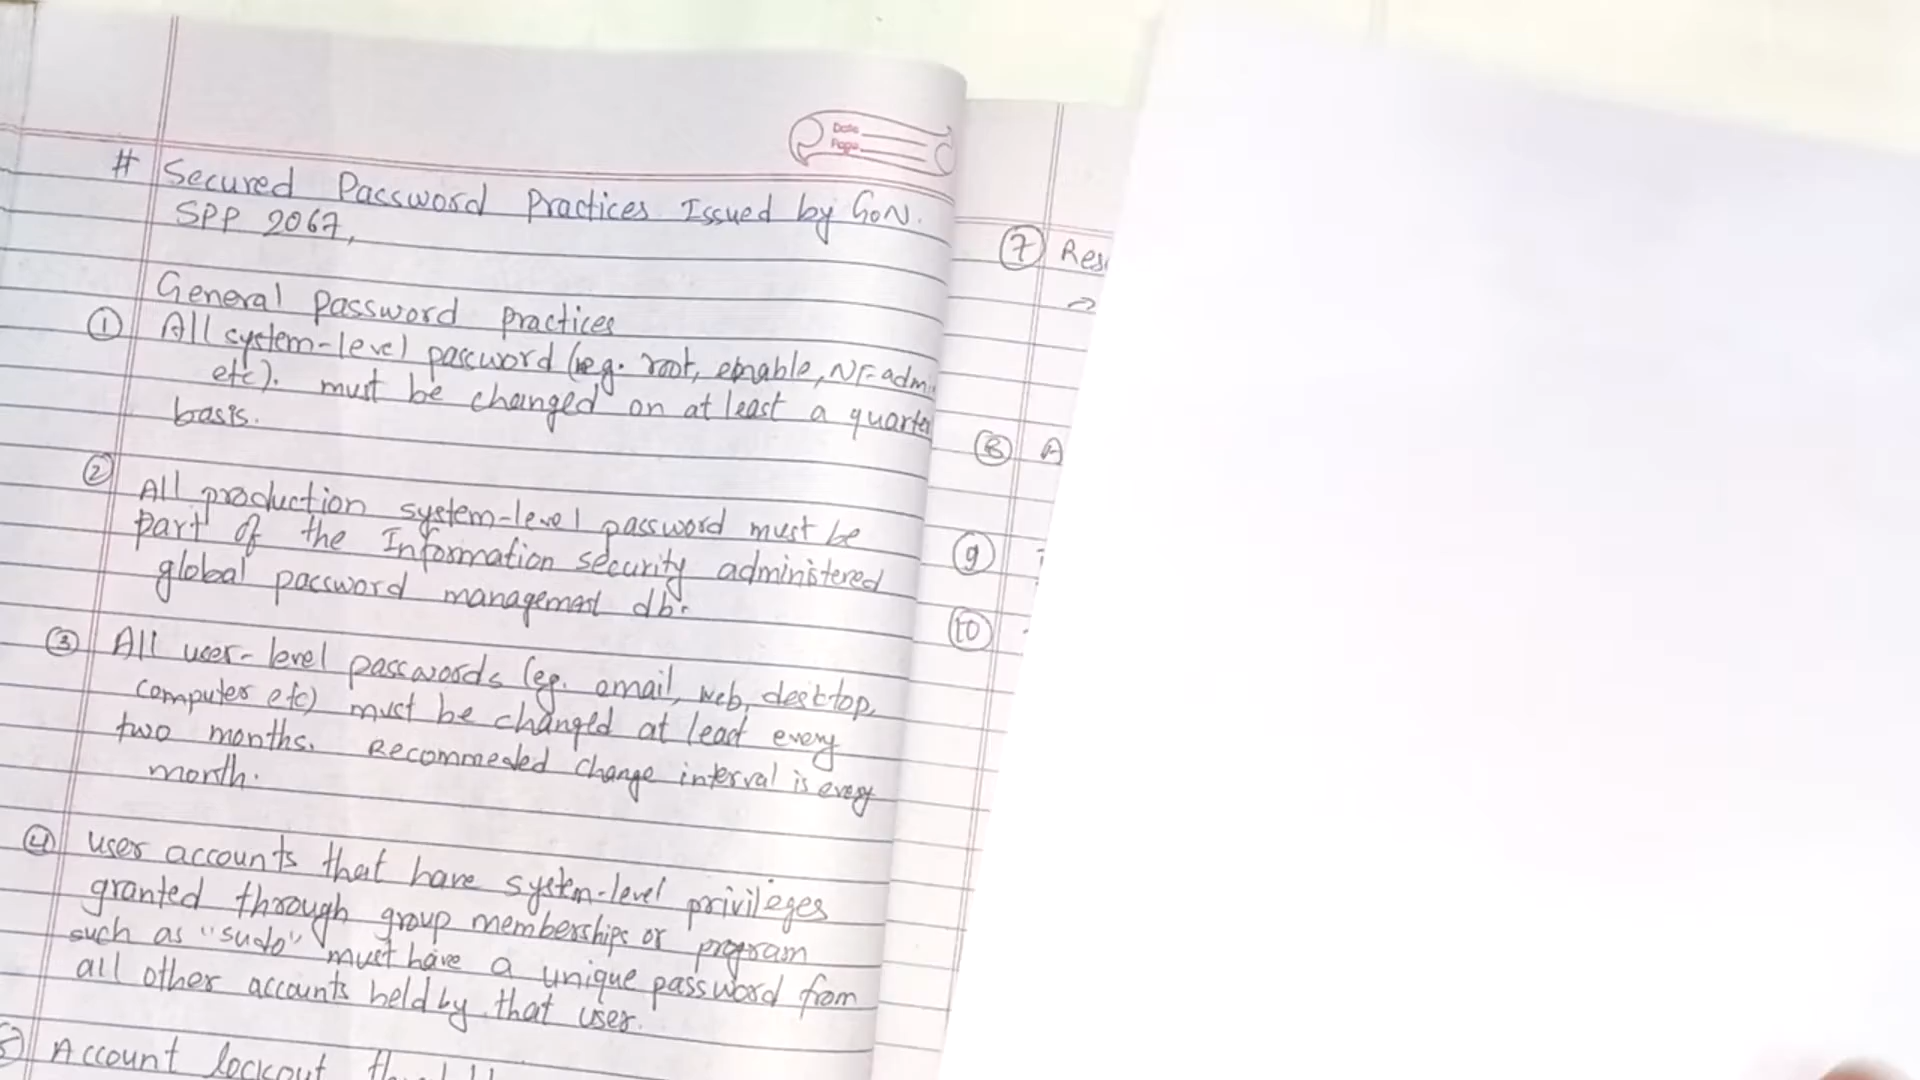 Date
Page
# Secured Password Practices Issued by GoN.
SPP 2067,
General password practices
① All system-level password (eg. root, enable, NF-admi
etc). must be changed on at least a quarter
basis.
② All production system-level password must be
part of the Information security administered
global password management db.
③ All user-level passwords (eg. email, web, desktop,
computer etc) must be changed at least every
two months. Recommended change interval is every
month.
④ user accounts that have system-level privileges
granted through group memberships or program
such as "sudo" must have a unique password from
all other accounts held by that user.
⑤ Account lockout
⑦ Res
→
⑧ A
⑨
⑩